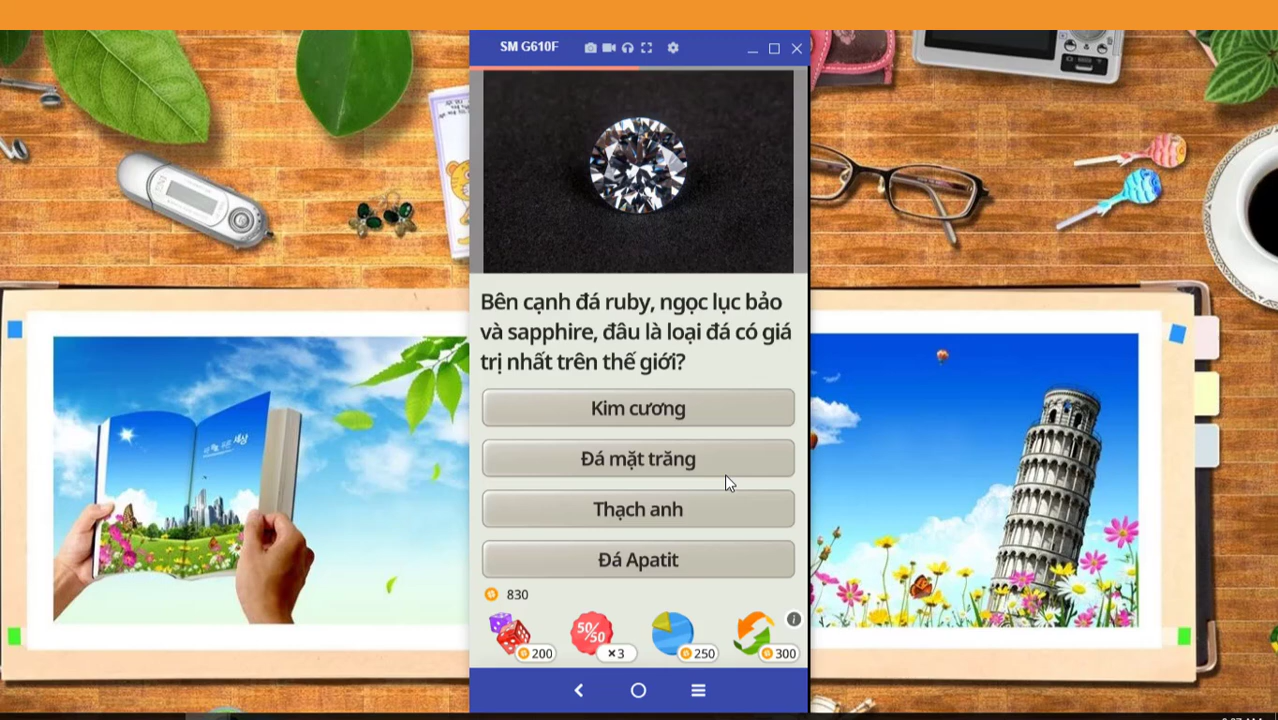 SM G610F
Bên cạnh đá ruby, ngọc lục bảo
và sapphire, đâu là loại đá có giá
trị nhất trên thế giới?
Kim cương
Đá mặt trăng
Thạch anh
Đá Apatit
830
50/50
200
×3
250
300